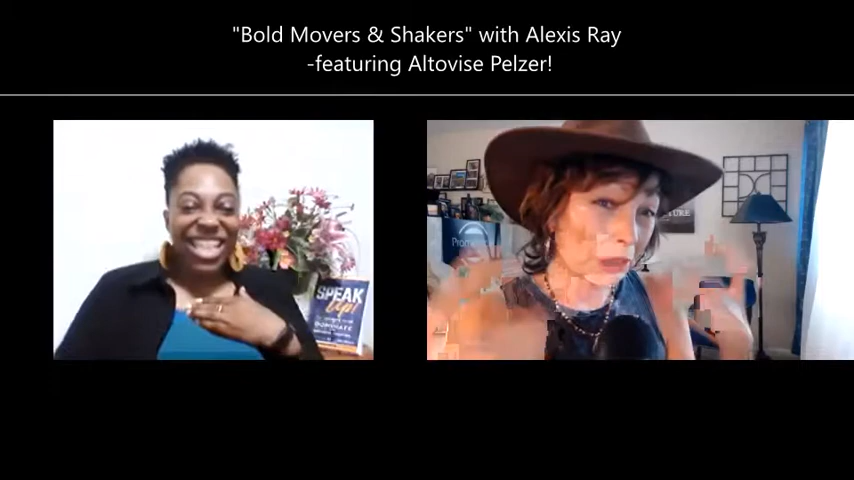 "Bold Movers & Shakers" with Alexis Ray
-featuring Altovise Pelzer!
SPEAK
Up!